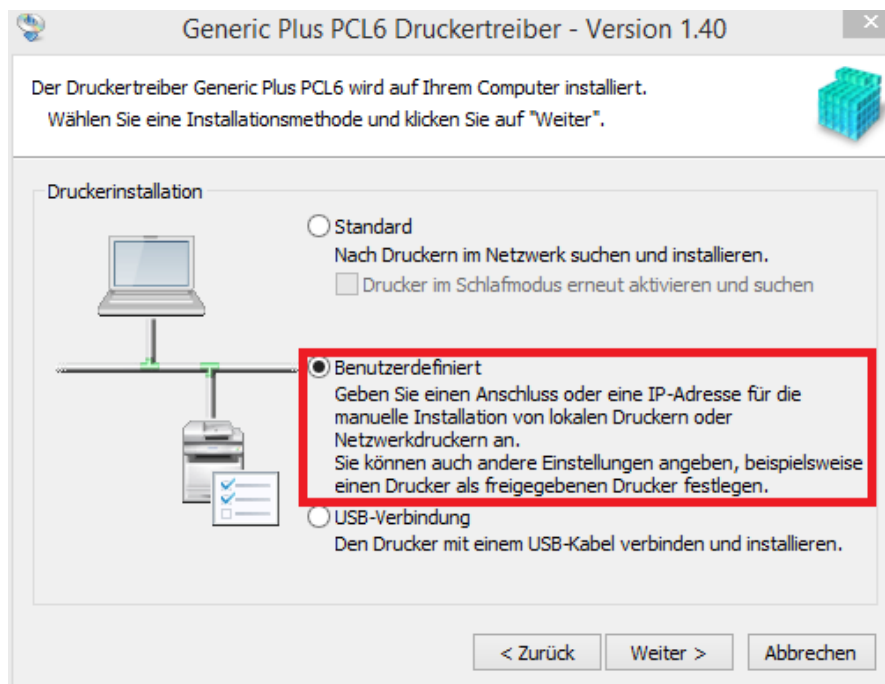 Generic Plus PCL6 Druckertreiber - Version 1.40
Der Druckertreiber Generic Plus PCL6 wird auf Ihrem Computer installiert.
Wählen Sie eine Installationsmethode und klicken Sie auf "Weiter".
Druckerinstallation
Standard
Nach Druckern im Netzwerk suchen und installieren.
Drucker im Schlafmodus erneut aktivieren und suchen
Benutzerdefiniert
Geben Sie einen Anschluss oder eine IP-Adresse für die
manuelle Installation von lokalen Druckern oder
Netzwerkdruckern an.
Sie können auch andere Einstellungen angeben, beispielsweise
einen Drucker als freigegebenen Drucker festlegen.
USB-Verbindung
Den Drucker mit einem USB-Kabel verbinden und installieren.
< Zurück
Weiter >
Abbrechen